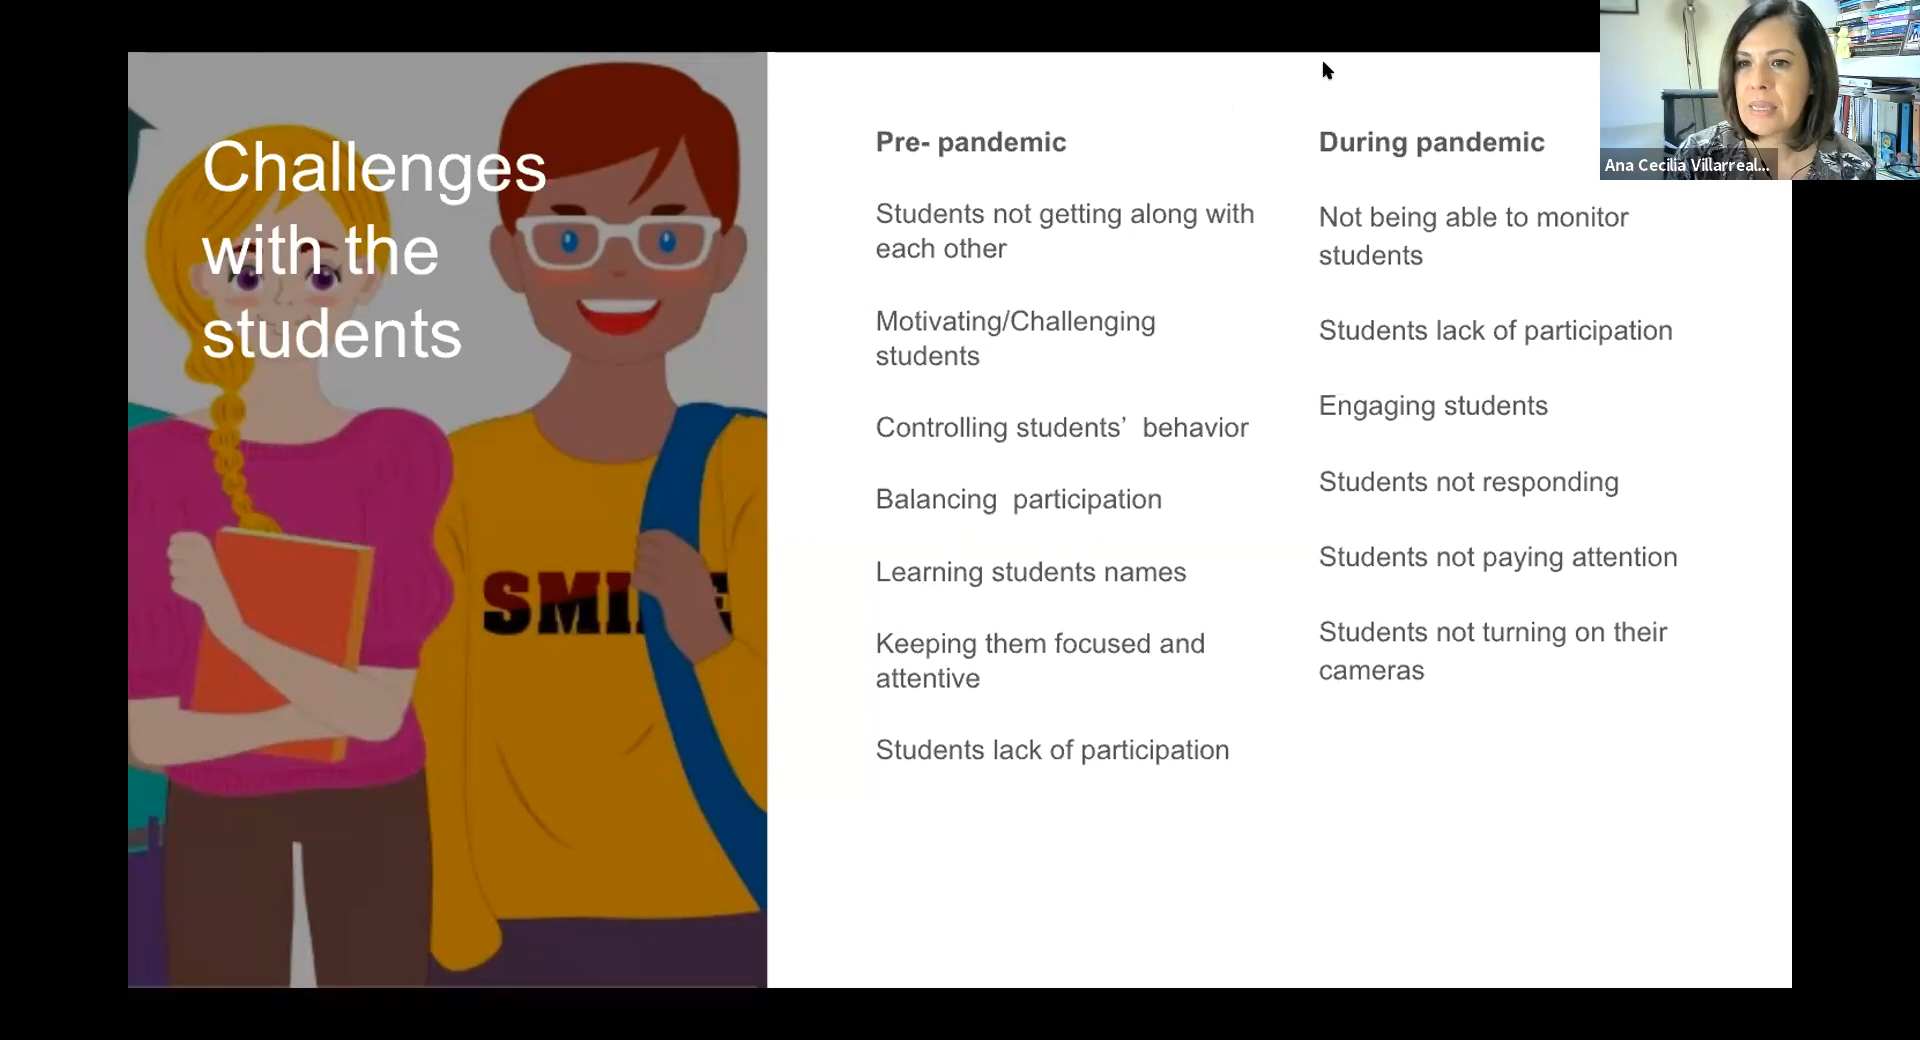 Challenges
with the
students
Pre- pandemic
Students not getting along with
each other
Motivating/Challenging
students
Controlling students’  behavior
Balancing  participation
Learning students names
Keeping them focused and
attentive
Students lack of participation
During pandemic
Not being able to monitor
students
Students lack of participation
Engaging students
Students not responding
Students not paying attention
Students not turning on their
cameras
Ana Cecilia Villarreal...